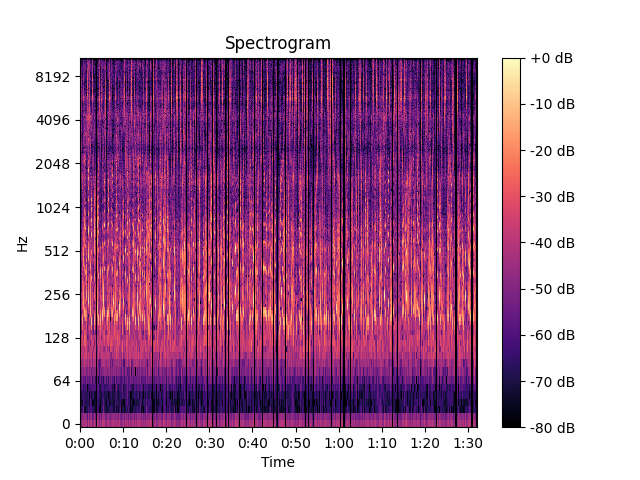 Spectrogram
Hz
8192
4096
2048
1024
512
256
128
64
0
0:00 0:10 0:20 0:30 0:40 0:50 1:00 1:10 1:20 1:30
Time
+0 dB
-10 dB
-20 dB
-30 dB
-40 dB
-50 dB
-60 dB
-70 dB
-80 dB